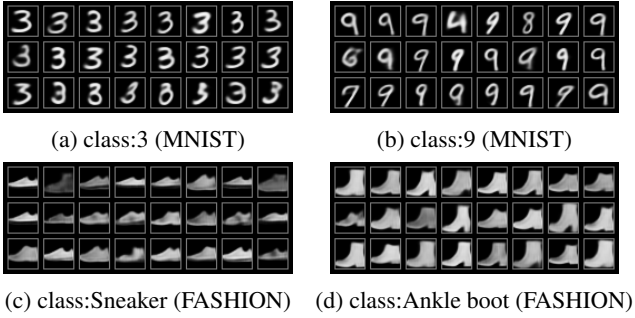 (a) class:3 (MNIST)
(b) class:9 (MNIST)
(c) class:Sneaker (FASHION)
(d) class:Ankle boot (FASHION)